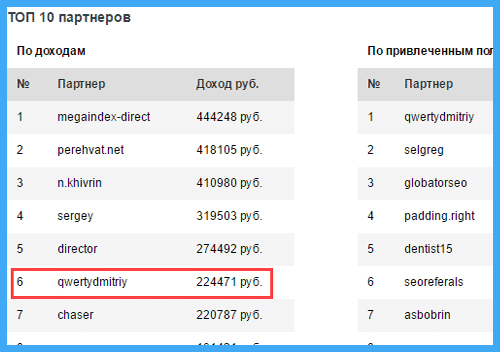 ТОП 10 партнеров
По доходам
№ Партнер Доход руб.
1 megaindex-direct 444248 руб.
2 perehvat.net 418105 руб.
3 n.khivrin 410980 руб.
4 sergey 319503 руб.
5 director 274492 руб.
6 qwertydmitriy 224471 руб.
7 chaser 220787 руб.
По привлеченным
№ Партнер
1 qwertydmitriy
2 selgreg
3 globatorseo
4 padding.right
5 dentist15
6 seoreferals
7 asbobrin